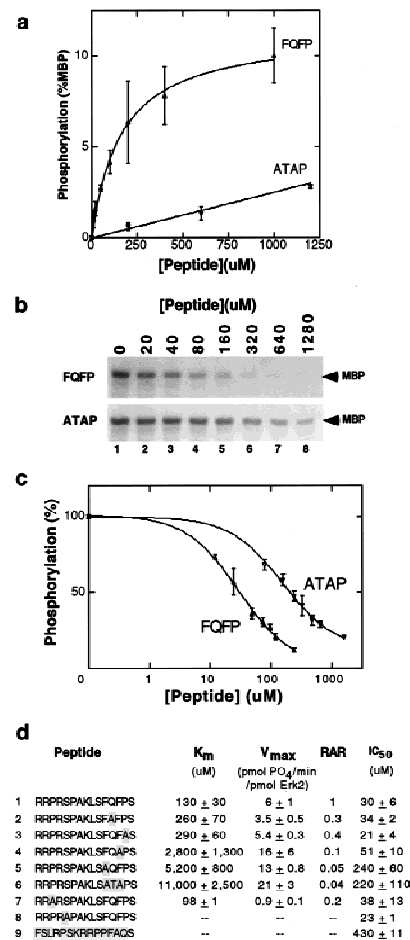 a
Phosphorylation (%MBP)
10
5
0
FQFP
ATAP
0 250 500 750 1000 1250
[Peptide](uM)
b
[Peptide](uM)
0 20 40 80 160 320 640 1280
FQFP
MBP
ATAP
MBP
1 2 3 4 5 6 7 8
c
Phosphorylation (%)
100
50
0
FQFP
ATAP
0 1 10 100 1000
[Peptide] (uM)
d
Peptide Km Vmax RAR IC50
(uM) (pmol PO4/min (uM)
/pmol Erk2)
1 RRPRSPAKLSFQFPS 130 ± 30 6 ± 1 1 30 ± 6
2 RRPRSPAKLSFAFPS 260 ± 70 3.5 ± 0.5 0.3 34 ± 2
3 RRPRSPAKLSFQFAS 290 ± 60 5.4 ± 0.3 0.4 21 ± 4
4 RRPRSPAKLSFQAPS 2,800 ± 1,300 16 ± 6 0.1 51 ± 10
5 RRPRSPAKLSAQFPS 5,200 ± 800 13 ± 0.8 0.05 240 ± 60
6 RRPRSPAKLSATAPS 11,000 ± 2,500 21 ± 3 0.04 220 ± 110
7 RRARSPAKLSFQFPS 98 ± 1 0.9 ± 0.1 0.2 38 ± 13
8 RRPRAPAKLSFQFPS -- -- -- 23 ± 1
9 FSLRPSKRRPPFAQS -- -- -- 430 ± 11